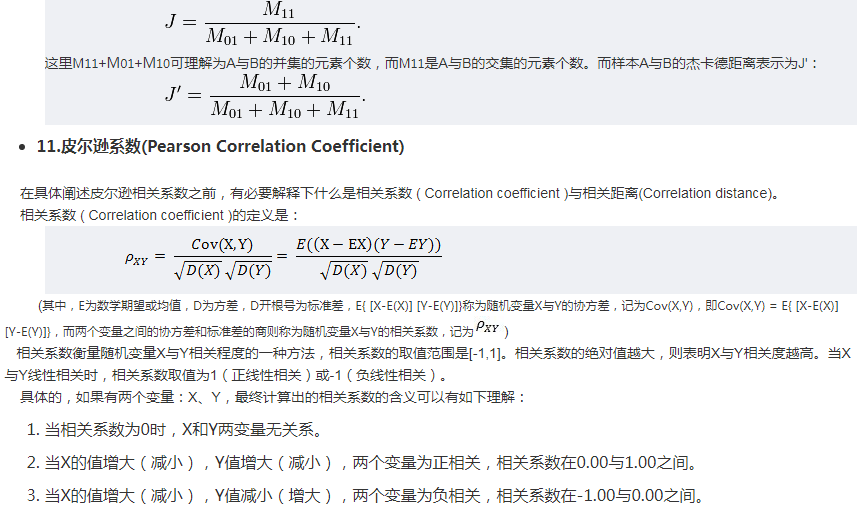 J = M11 / (M01 + M10 + M11).
这里M11+M01+M10可理解为A与B的并集的元素个数，而M11是A与B的交集的元素个数。而样本A与B的杰卡德距离表示为J'：
J′ = (M01 + M10) / (M01 + M10 + M11).
• 11.皮尔逊系数(Pearson Correlation Coefficient)
在具体阐述皮尔逊相关系数之前，有必要解释下什么是相关系数 ( Correlation coefficient )与相关距离(Correlation distance)。
相关系数 ( Correlation coefficient )的定义是：
ρXY = Cov(X,Y) / (√D(X) √D(Y)) = E((X − EX)(Y − EY)) / (√D(X) √D(Y))
(其中，E为数学期望或均值，D为方差，D开根号为标准差，E{ [X-E(X)] [Y-E(Y)]}称为随机变量X与Y的协方差，记为Cov(X,Y)，即Cov(X,Y) = E{ [X-E(X)]
[Y-E(Y)]}，而两个变量之间的协方差和标准差的商则称为随机变量X与Y的相关系数，记为ρXY )
相关系数衡量随机变量X与Y相关程度的一种方法，相关系数的取值范围是[-1,1]。相关系数的绝对值越大，则表明X与Y相关度越高。当X
与Y线性相关时，相关系数取值为1（正线性相关）或-1（负线性相关）。
具体的，如果有两个变量：X、Y，最终计算出的相关系数的含义可以有如下理解：
1. 当相关系数为0时，X和Y两变量无关系。
2. 当X的值增大（减小），Y值增大（减小），两个变量为正相关，相关系数在0.00与1.00之间。
3. 当X的值增大（减小），Y值减小（增大），两个变量为负相关，相关系数在-1.00与0.00之间。